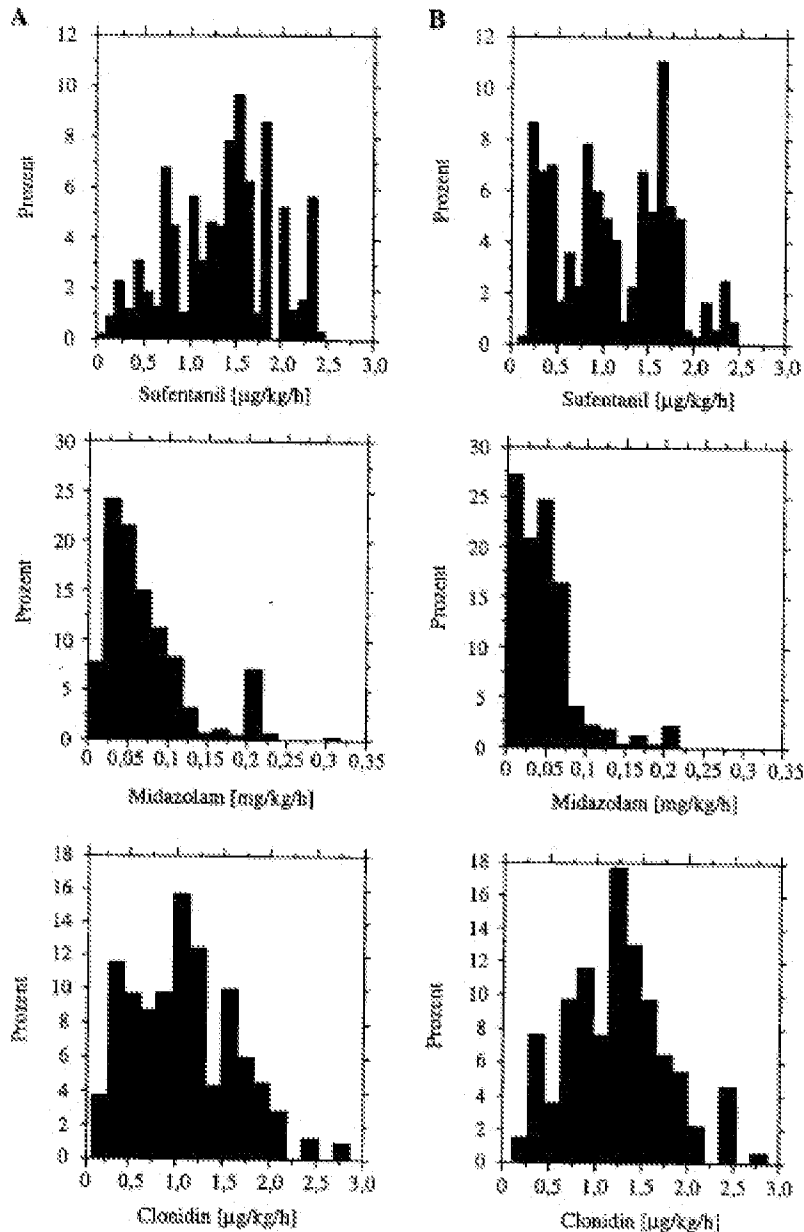 A
B
12
10
8
6
4
2
0
Prozent
0 0,5 1,0 1,5 2,0 2,5 3,0
Sufentanil [µg/kg/h]
12
10
8
6
4
2
0
Prozent
0 0,5 1,0 1,5 2,0 2,5 3,0
Sufentanil [µg/kg/h]
30
25
20
15
10
5
0
Prozent
0 0,05 0,1 0,15 0,2 0,25 0,3 0,35
Midazolam [mg/kg/h]
30
25
20
15
10
5
0
Prozent
0 0,05 0,1 0,15 0,2 0,25 0,3 0,35
Midazolam [mg/kg/h]
18
16
14
12
10
8
6
4
2
0
Prozent
0 0,5 1,0 1,5 2,0 2,5 3,0
Clonidin [µg/kg/h]
18
16
14
12
10
8
6
4
2
0
Prozent
0 0,5 1,0 1,5 2,0 2,5 3,0
Clonidin [µg/kg/h]